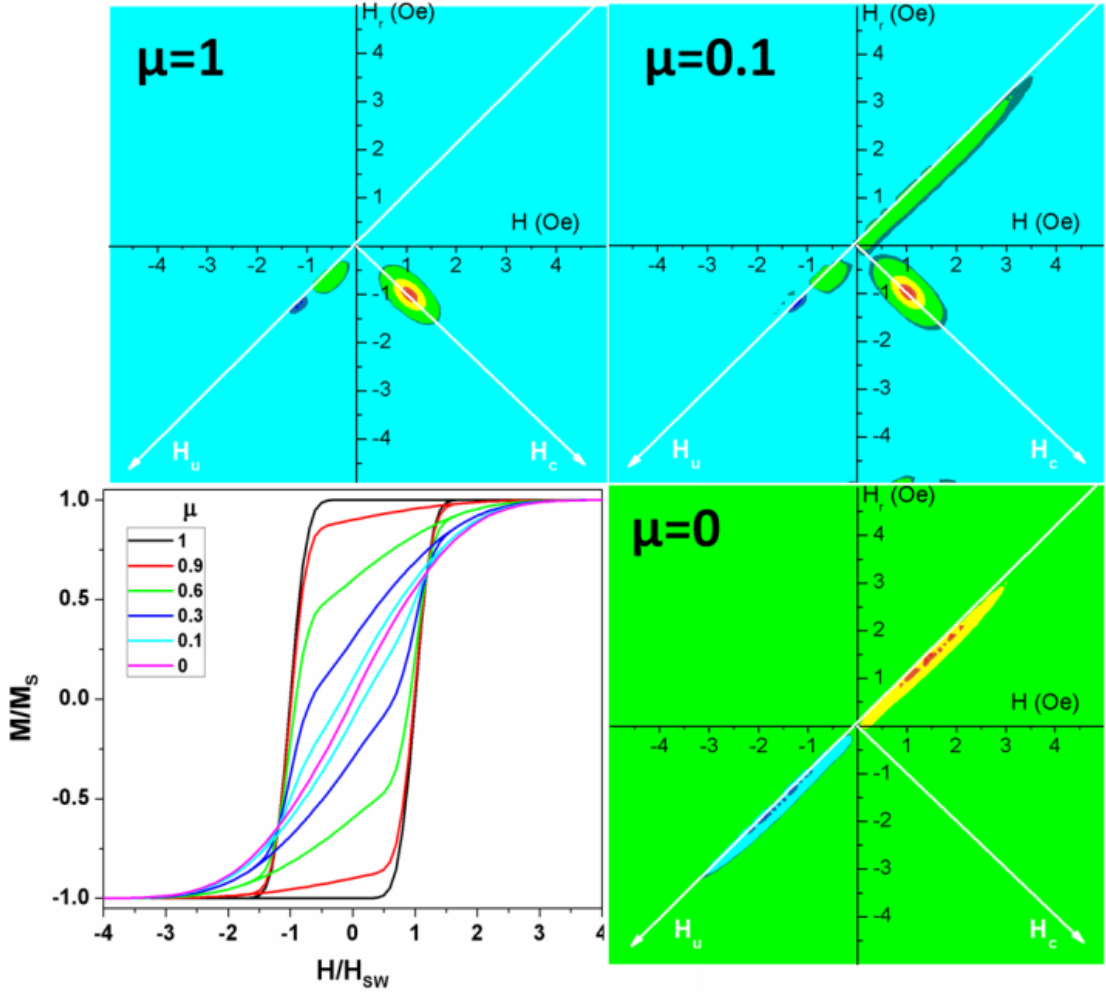 H_r (Oe)
μ=1
4
3
2
1
H (Oe)
-4 -3 -2 -1 1 2 3 4
-1
-2
-3
-4
H_u
H_c
H_r (Oe)
μ=0.1
4
3
2
1
H (Oe)
-4 -3 -2 -1 1 2 3 4
-1
-2
-3
-4
H_u
H_c
M/M_S
1.0
0.5
0.0
-0.5
-1.0
μ
1
0.9
0.6
0.3
0.1
0
-4 -3 -2 -1 0 1 2 3 4
H/H_SW
H_r (Oe)
μ=0
4
3
2
1
H (Oe)
-4 -3 -2 -1 1 2 3 4
-1
-2
-3
-4
H_u
H_c